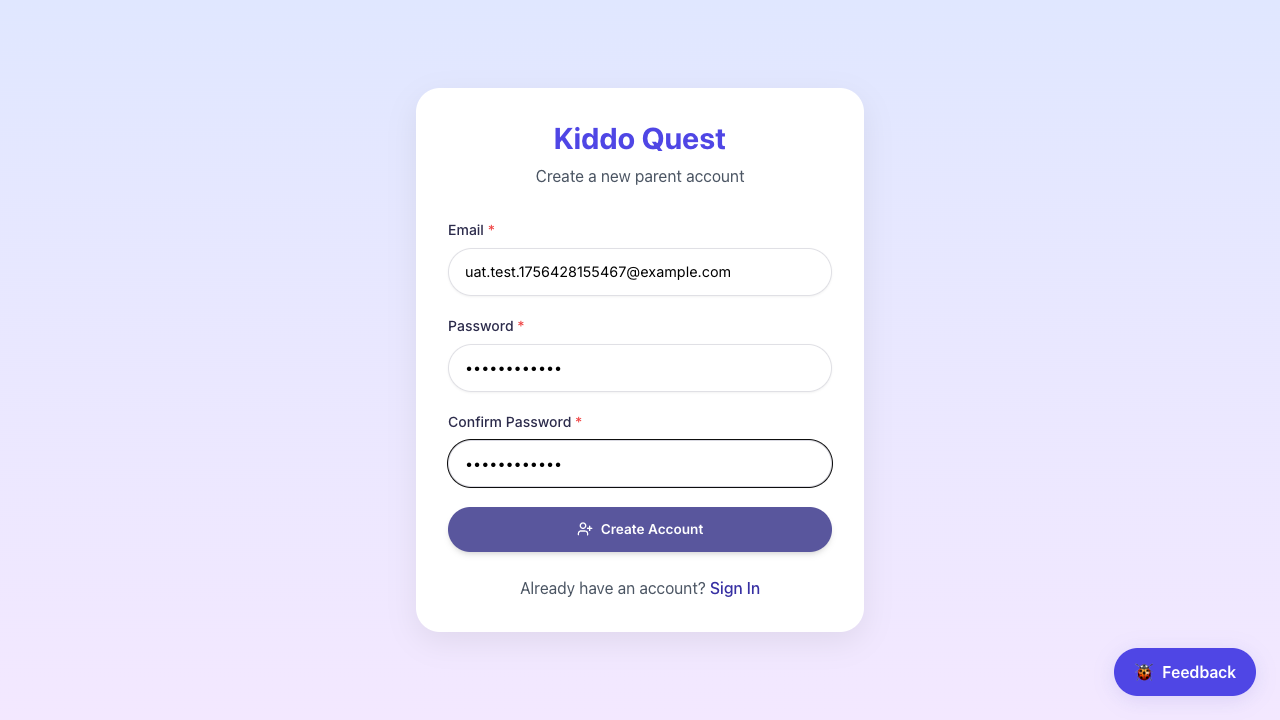 Kiddo Quest
Create a new parent account
Email *
uat.test.1756428155467@example.com
Password *
••••••••••••
Confirm Password *
••••••••••••
Create Account
Already have an account? Sign In
Feedback